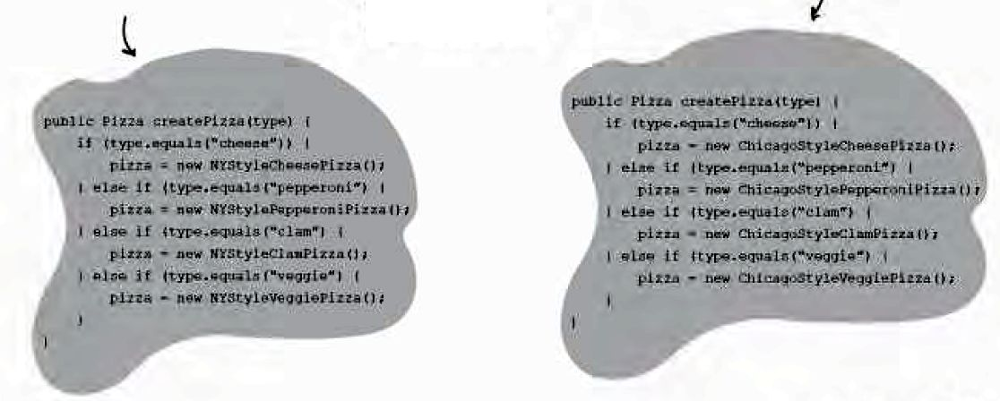 public Pizza createPizza(type) {
if (type.equals("cheese")) {
pizza = new NYStyleCheesePizza();
} else if (type.equals("pepperoni") {
pizza = new NYStylePepperoniPizza();
} else if (type.equals("clam") {
pizza = new NYStyleClamPizza();
} else if (type.equals("veggie") {
pizza = new NYStyleVeggiePizza();
}
}
public Pizza createPizza(type) {
if (type.equals("cheese")) {
pizza = new ChicagoStyleCheesePizza();
} else if (type.equals("pepperoni") {
pizza = new ChicagoStylePepperoniPizza();
} else if (type.equals("clam") {
pizza = new ChicagoStyleClamPizza();
} else if (type.equals("veggie") {
pizza = new ChicagoStyleVeggiePizza();
}
}